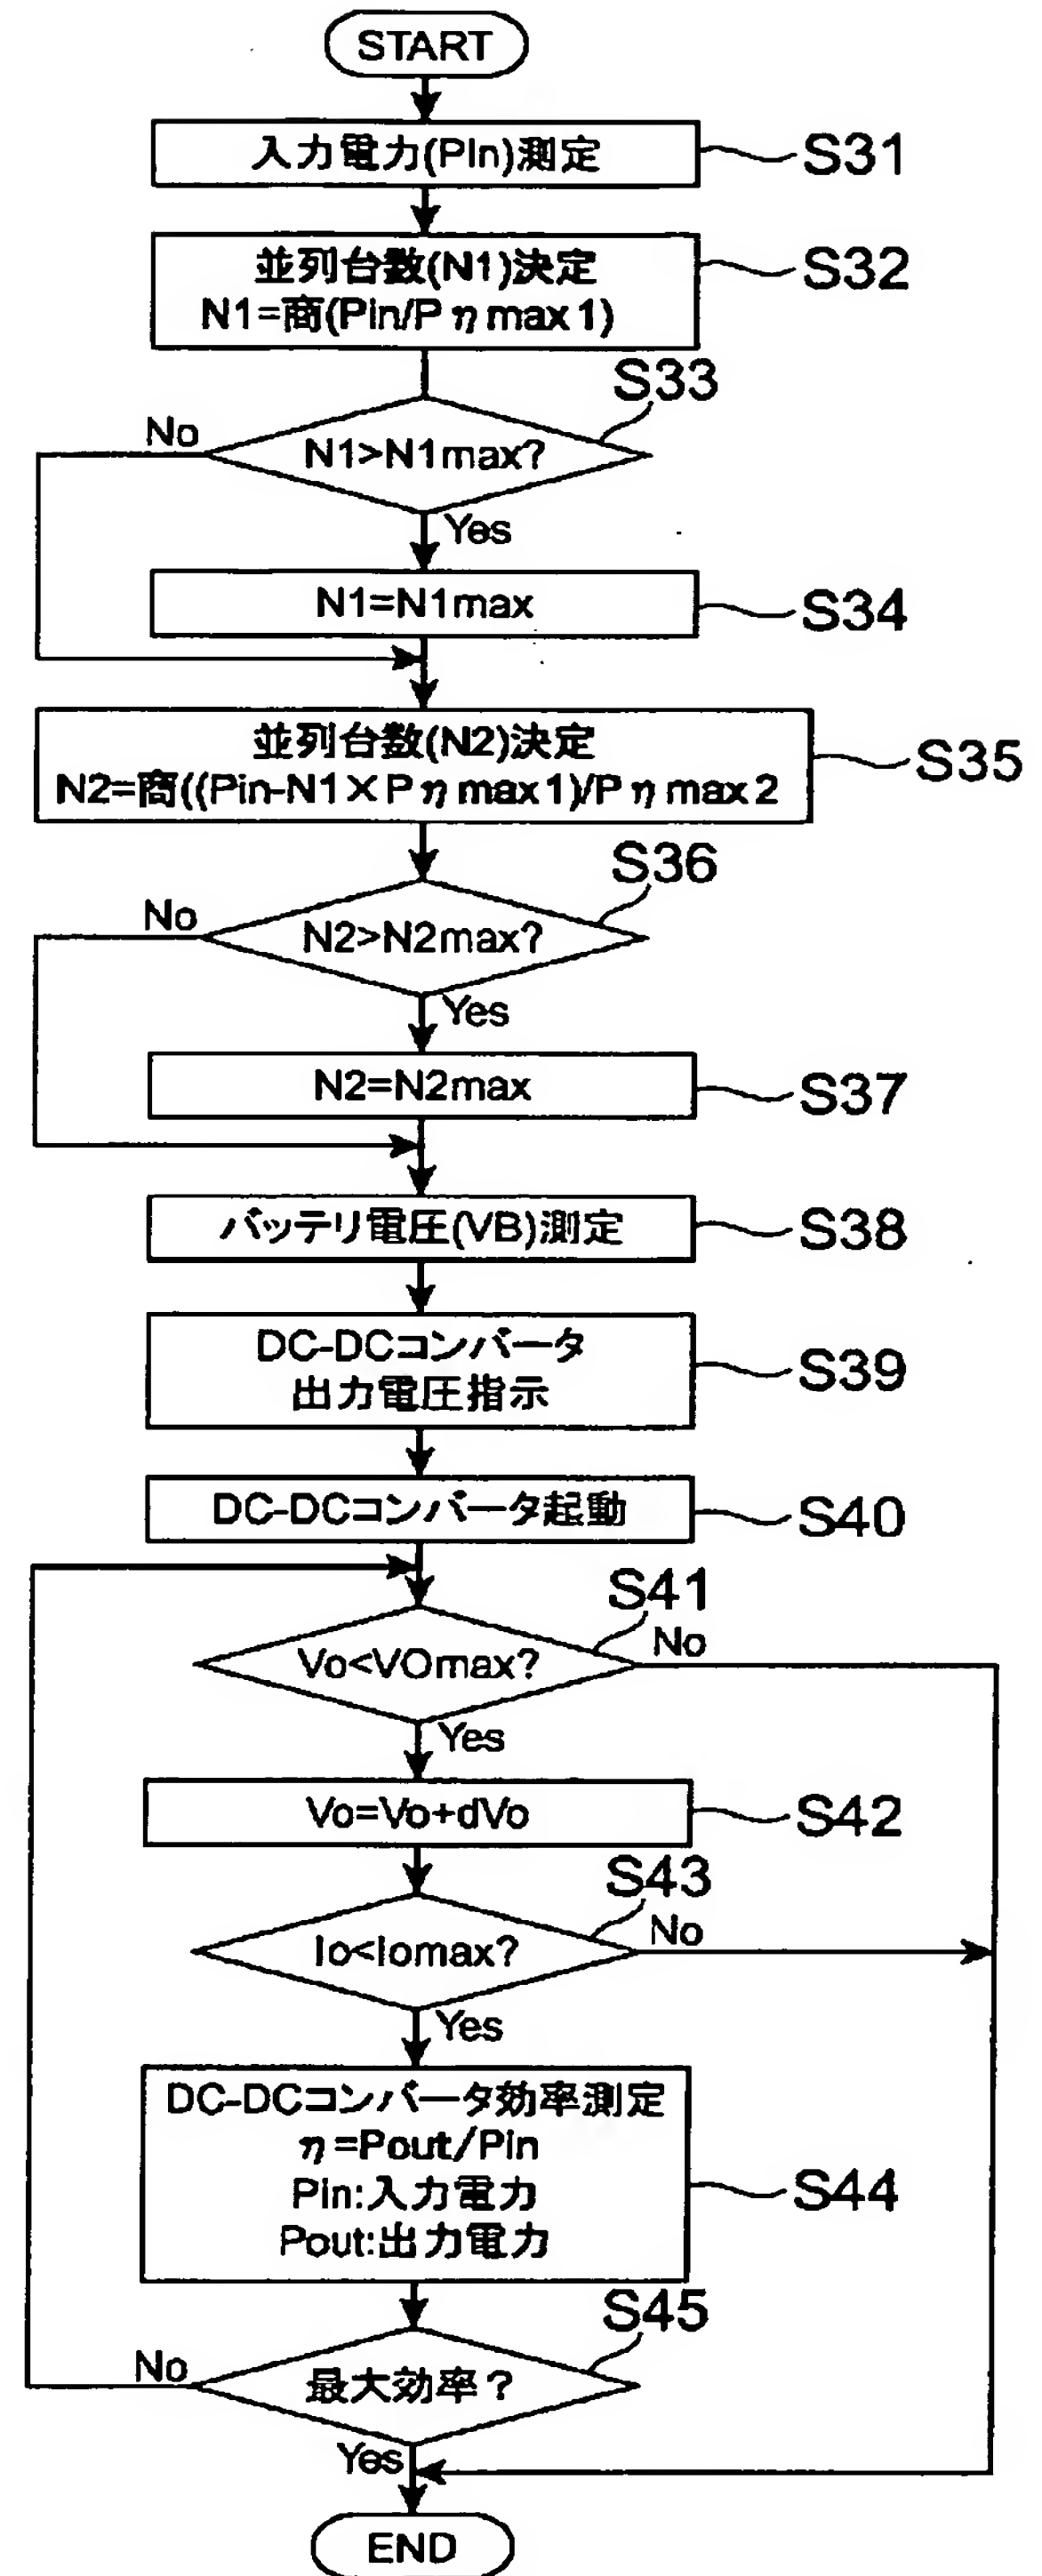 START
入力電力(Pin)測定
S31
並列台数(N1)決定
N1=商(Pin/Pηmax1)
S32
S33
N1>N1max?
No
Yes
N1=N1max
S34
並列台数(N2)決定
N2=商((Pin-N1×Pηmax1)/Pηmax2
S35
S36
N2>N2max?
No
Yes
N2=N2max
S37
バッテリ電圧(VB)測定
S38
DC-DCコンバータ
出力電圧指示
S39
DC-DCコンバータ起動
S40
S41
Vo<VOmax?
No
Yes
Vo=Vo+dVo
S42
S43
Io<Iomax?
No
Yes
DC-DCコンバータ効率測定
η=Pout/Pin
Pin:入力電力
Pout:出力電力
S44
S45
最大効率？
No
Yes
END